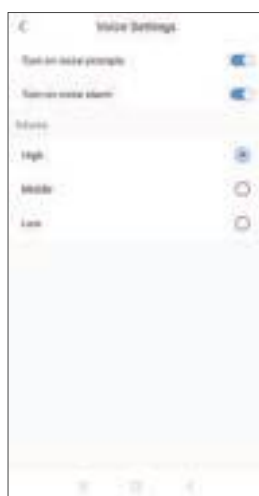 Voice Settings
Turn on voice prompts
Turn on voice alarm
Volume
High
Middle
Low